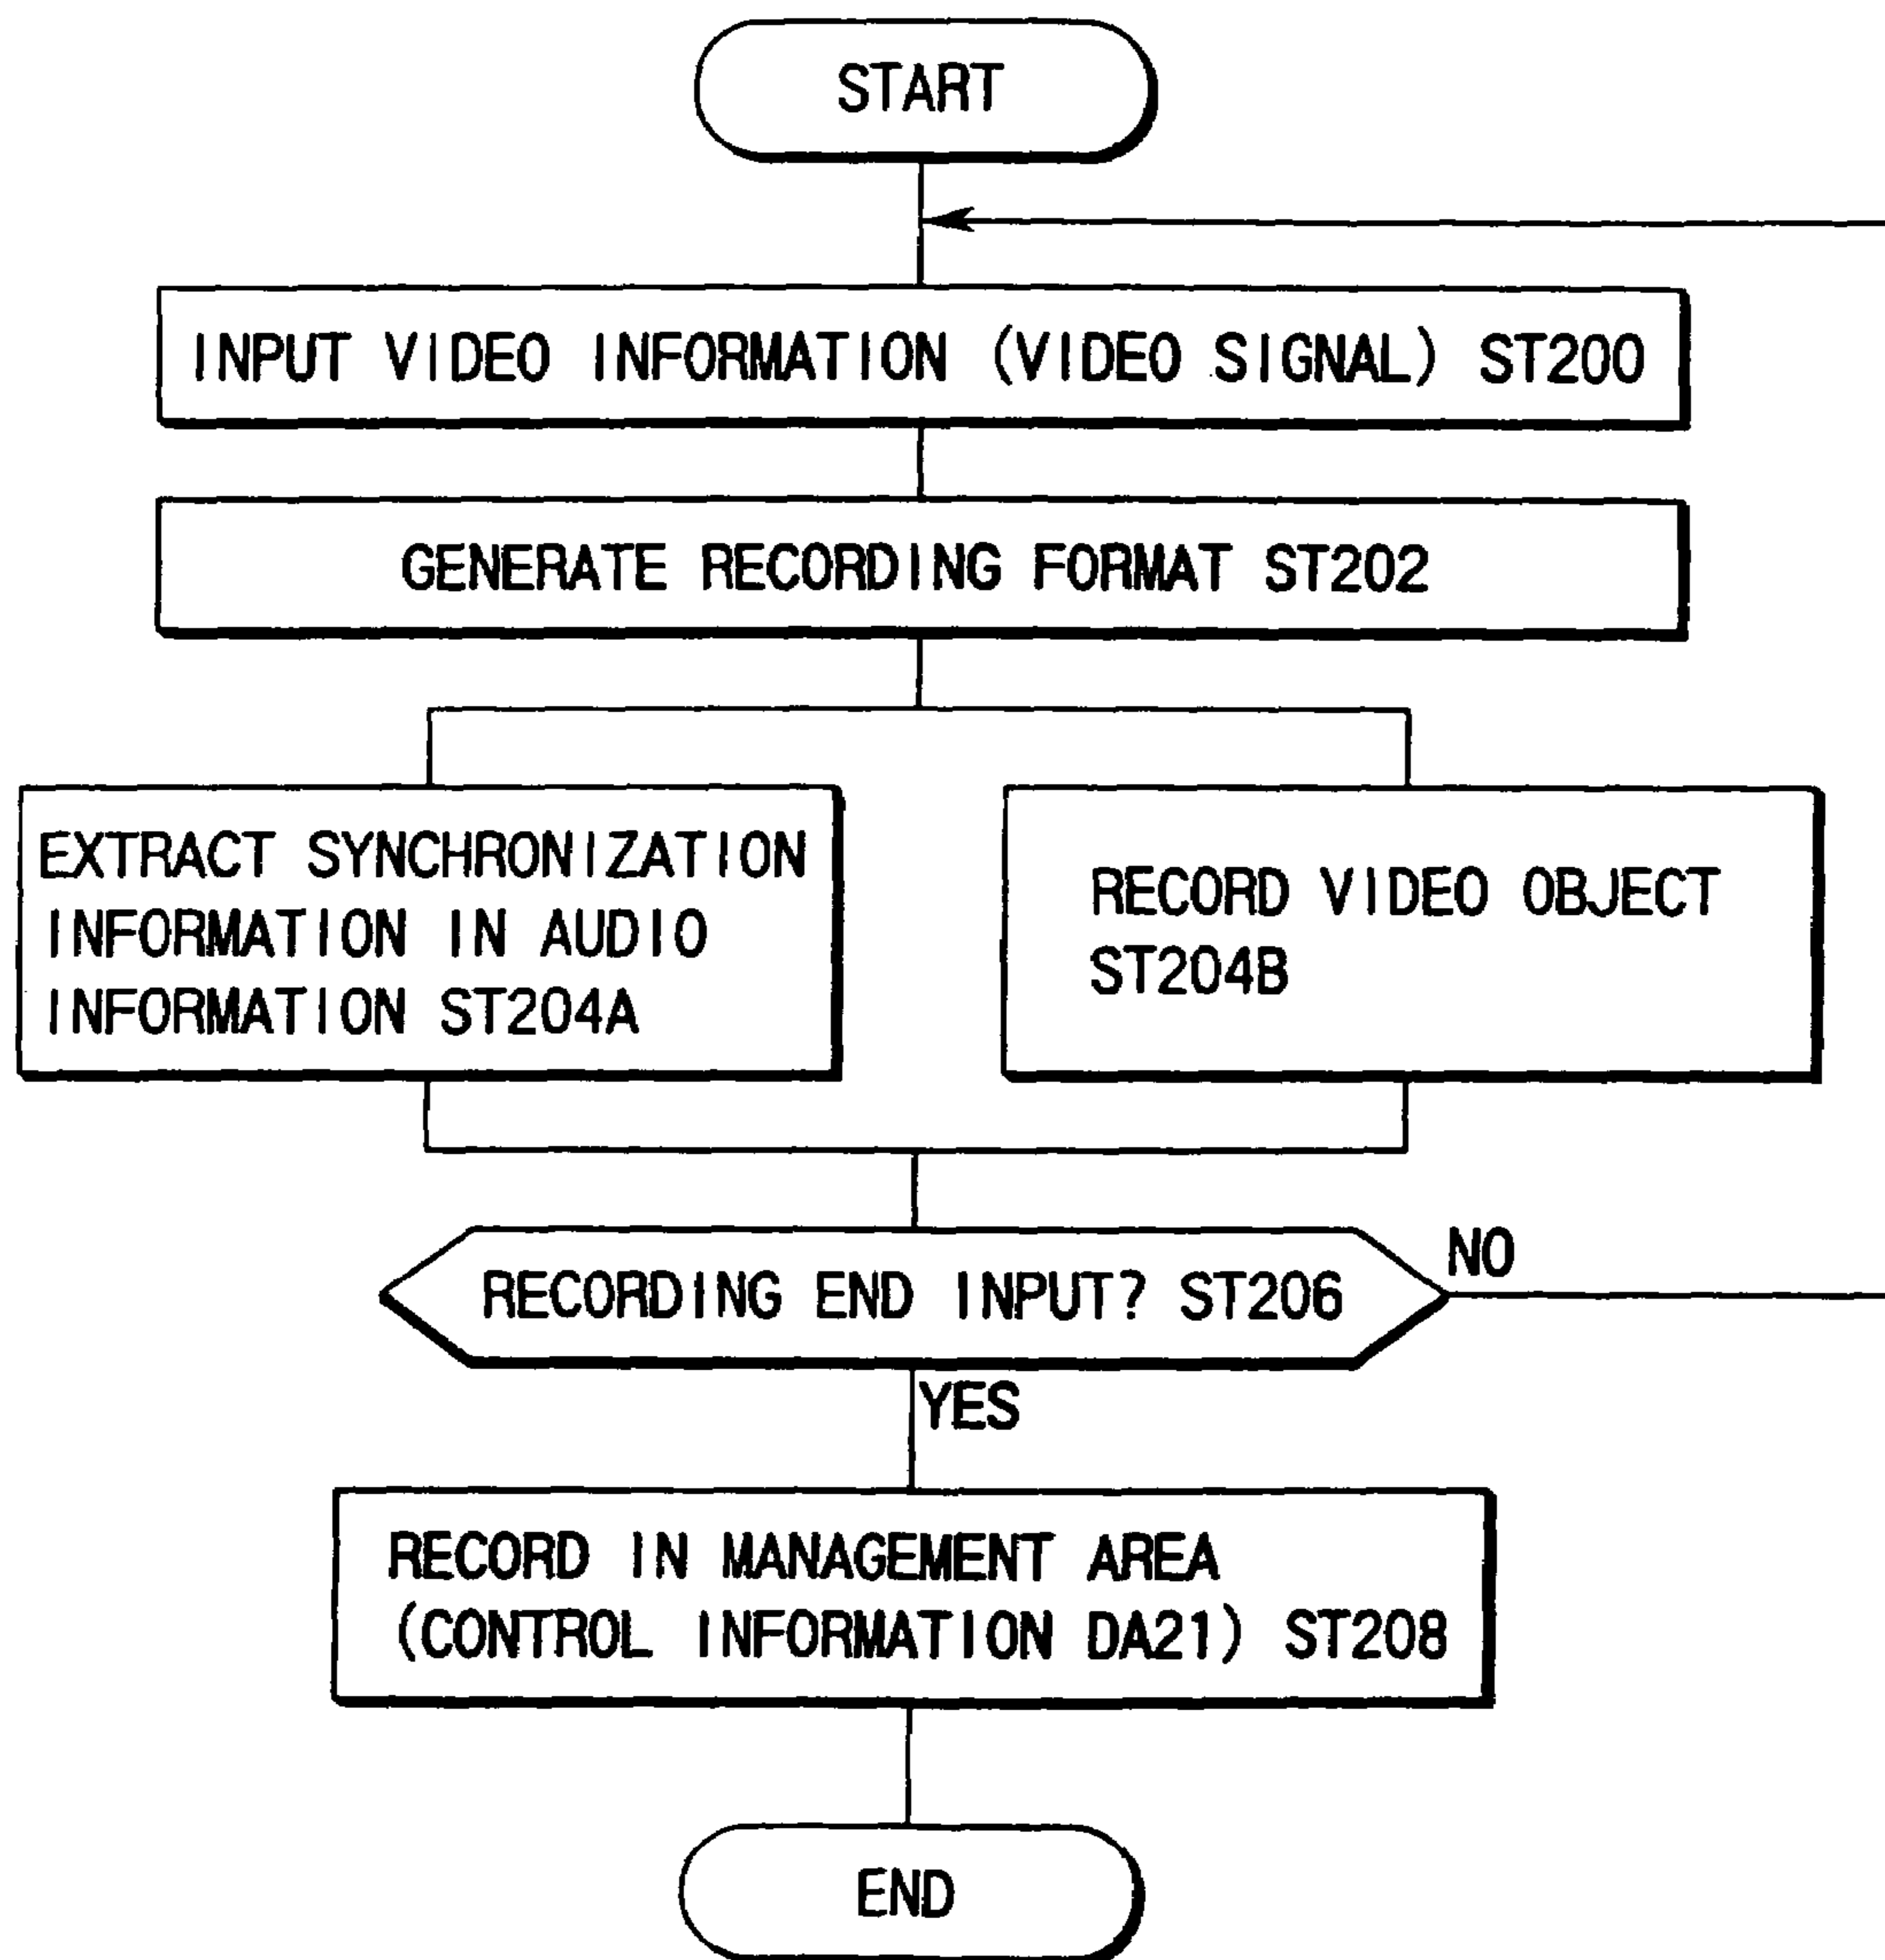 START
INPUT VIDEO INFORMATION (VIDEO SIGNAL) ST200
GENERATE RECORDING FORMAT ST202
EXTRACT SYNCHRONIZATION
INFORMATION IN AUDIO
INFORMATION ST204A
RECORD VIDEO OBJECT
ST204B
RECORDING END INPUT? ST206
NO
YES
RECORD IN MANAGEMENT AREA
(CONTROL INFORMATION DA21) ST208
END